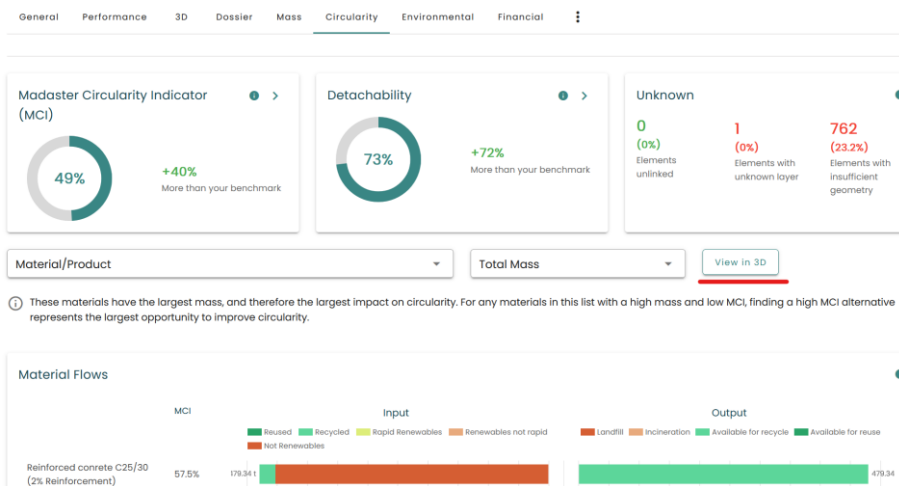 General Performance 3D Dossier Mass Circularity Environmental Financial
Madaster Circularity Indicator
(MCI)
49%
+40%
More than your benchmark
Detachability
73%
+72%
More than your benchmark
Unknown
0
(0%)
Elements
unlinked
1
(0%)
Elements with
unknown layer
762
(23.2%)
Elements with
insufficient
geometry
Material/Product
Total Mass
View in 3D
These materials have the largest mass, and therefore the largest impact on circularity. For any materials in this list with a high mass and low MCI, finding a high MCI alternative
represents the largest opportunity to improve circularity.
Material Flows
MCI
Input
Reused Recycled Rapid Renewables Renewables not rapid
Not Renewables
Output
Landfill Incineration Available for recycle Available for reuse
Reinforced conrete C25/30
(2% Reinforcement)
57.5%
179.34 t
479.34